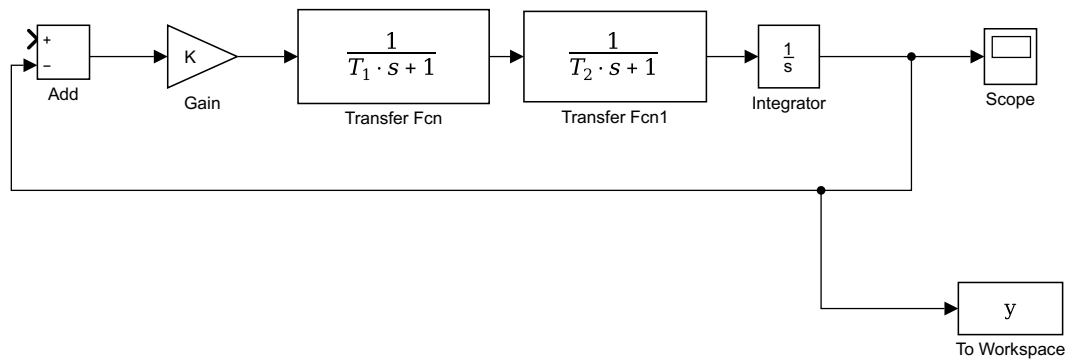 +
−
Add
K
Gain
1
T₁ · s + 1
Transfer Fcn
1
T₂ · s + 1
Transfer Fcn1
1
s
Integrator
Scope
y
To Workspace